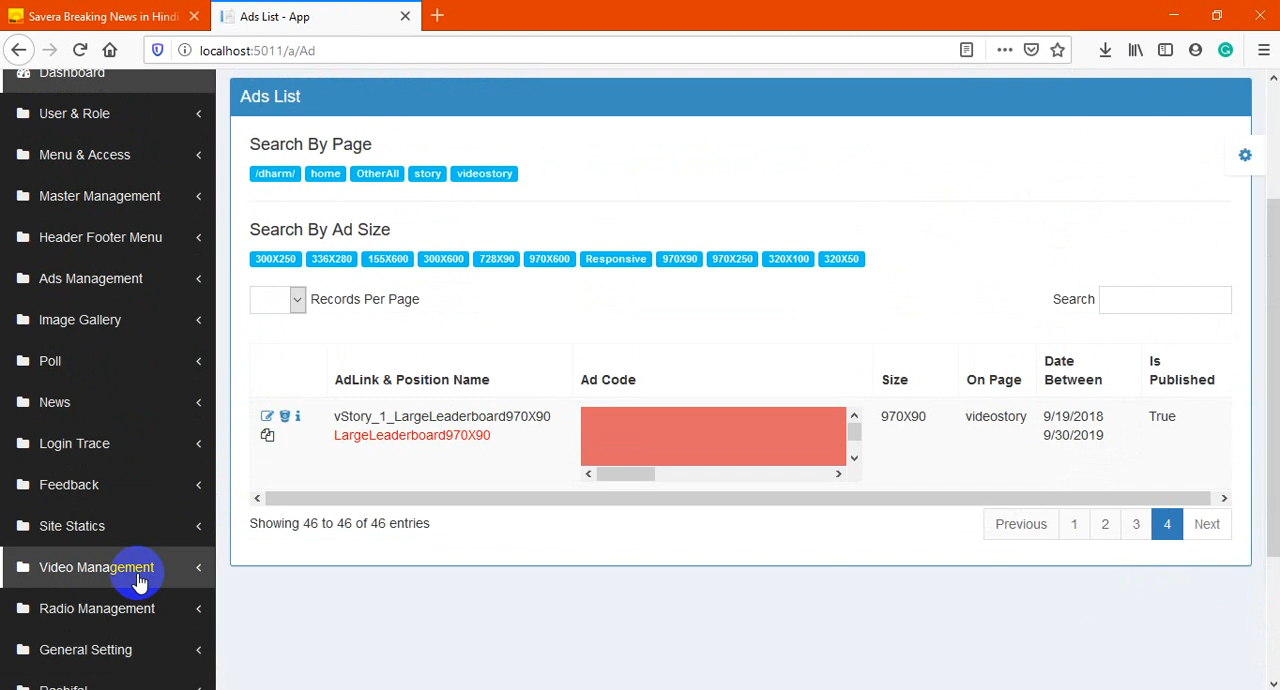 Savera Breaking News in Hindi
Ads List - App
localhost:5011/a/Ad
Dashboard
User & Role
Menu & Access
Master Management
Header Footer Menu
Ads Management
Image Gallery
Poll
News
Login Trace
Feedback
Site Statics
Video Management
Radio Management
General Setting
Rashifal
Ads List
Search By Page
/dharm/ home OtherAll story videostory
Search By Ad Size
300X250 336X280 155X600 300X600 728X90 970X600 Responsive 970X90 970X250 320X100 320X50
Records Per Page
Search
AdLink & Position Name Ad Code Size On Page Date Between Is Published
vStory_1_LargeLeaderboard970X90 970X90 videostory 9/19/2018 True
LargeLeaderboard970X90 9/30/2019
Showing 46 to 46 of 46 entries
Previous 1 2 3 4 Next